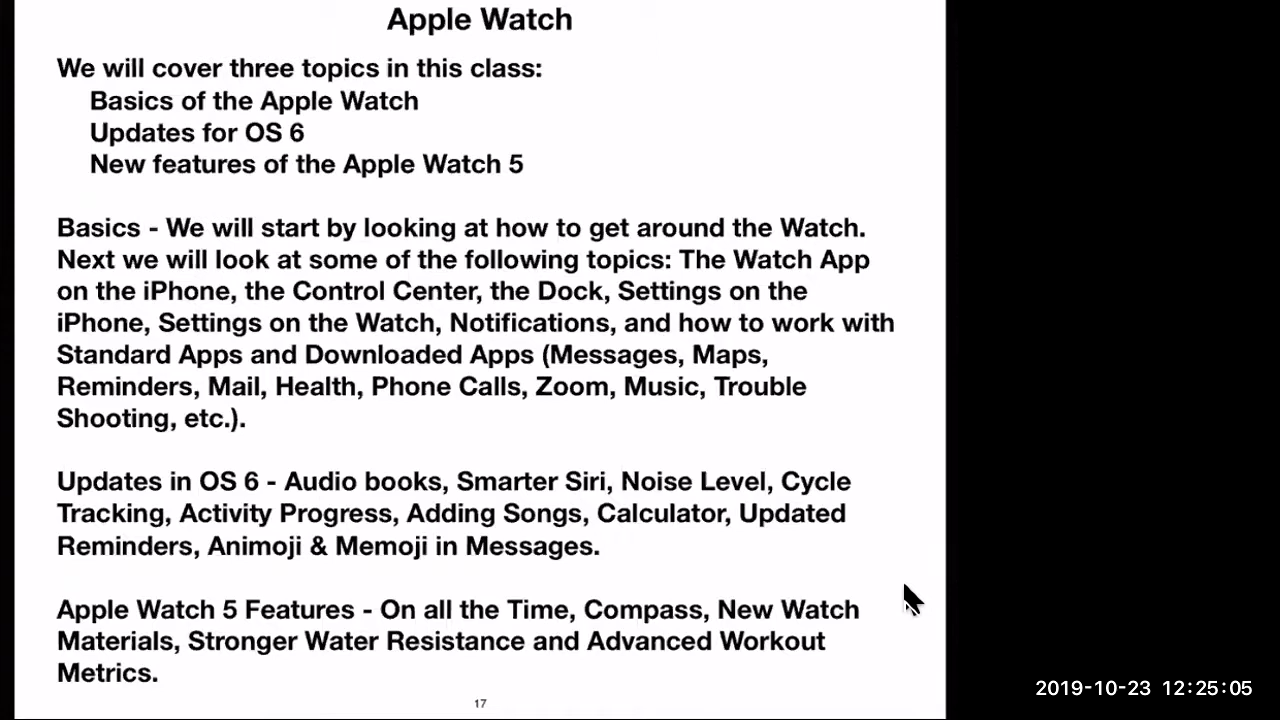 Apple Watch
We will cover three topics in this class:
Basics of the Apple Watch
Updates for OS 6
New features of the Apple Watch 5
Basics - We will start by looking at how to get around the Watch.
Next we will look at some of the following topics: The Watch App
on the iPhone, the Control Center, the Dock, Settings on the
iPhone, Settings on the Watch, Notifications, and how to work with
Standard Apps and Downloaded Apps (Messages, Maps,
Reminders, Mail, Health, Phone Calls, Zoom, Music, Trouble
Shooting, etc.).
Updates in OS 6 - Audio books, Smarter Siri, Noise Level, Cycle
Tracking, Activity Progress, Adding Songs, Calculator, Updated
Reminders, Animoji & Memoji in Messages.
Apple Watch 5 Features - On all the Time, Compass, New Watch
Materials, Stronger Water Resistance and Advanced Workout
Metrics.
17
2019-10-23 12:25:05